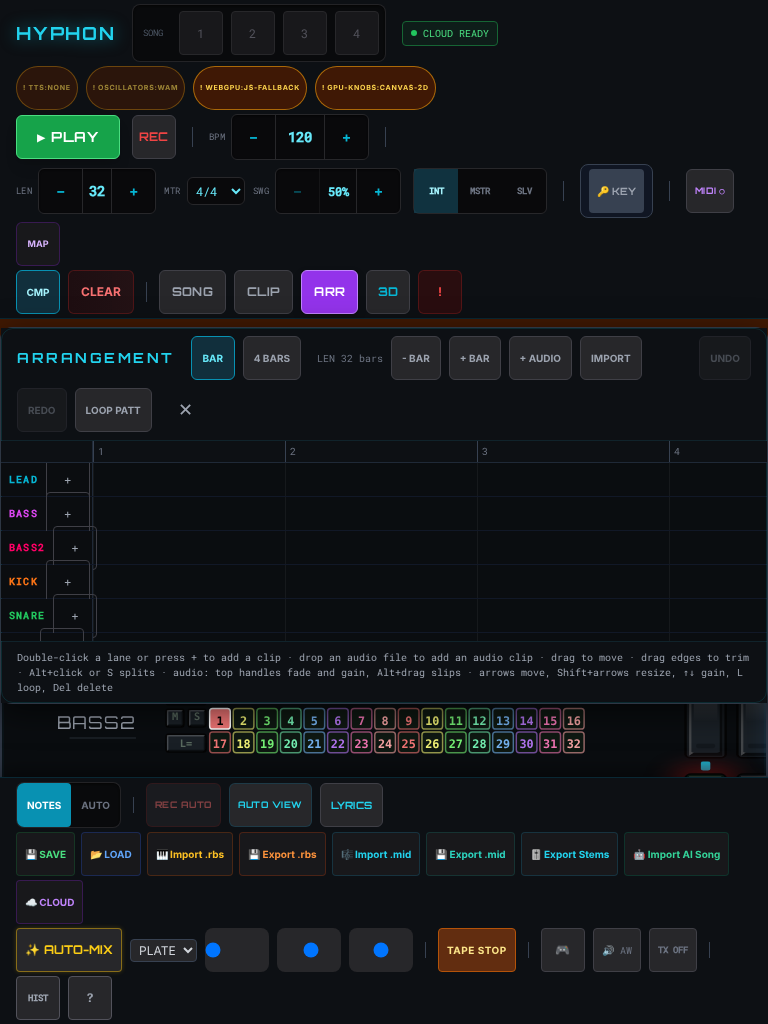 HYPHON SONG 1 2 3 4 CLOUD READY
! TTS:NONE ! OSCILLATORS:WAM ! WEBGPU:JS-FALLBACK ! GPU-KNOBS:CANVAS-2D
▶ PLAY REC BPM − 120 +
LEN − 32 + MTR 4/4 SWG − 50% + INT MSTR SLV 🔑 KEY MIDI ○
MAP
CMP CLEAR SONG CLIP ARR 3D !
ARRANGEMENT BAR 4 BARS LEN 32 bars - BAR + BAR + AUDIO IMPORT UNDO
REDO LOOP PATT ✕
1 2 3 4
LEAD +
BASS +
BASS2 +
KICK +
SNARE +
Double-click a lane or press + to add a clip · drop an audio file to add an audio clip · drag to move · drag edges to trim
· Alt+click or S splits · audio: top handles fade and gain, Alt+drag slips · arrows move, Shift+arrows resize, ↑↓ gain, L
loop, Del delete
BASS2 M S 1 2 3 4 5 6 7 8 9 10 11 12 13 14 15 16
L= 17 18 19 20 21 22 23 24 25 26 27 28 29 30 31 32
NOTES AUTO REC AUTO AUTO VIEW LYRICS
💾 SAVE 📂 LOAD 🎹 Import .rbs 💾 Export .rbs 🎼 Import .mid 💾 Export .mid 🎚️ Export Stems 🤖 Import AI Song
☁️ CLOUD
✨ AUTO-MIX PLATE TAPE STOP 🎮 🔊 AW TX OFF
HIST ?